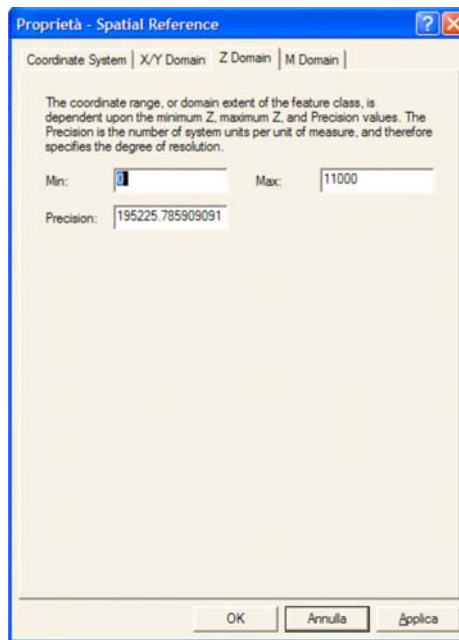 Proprietà - Spatial Reference
Coordinate System | X/Y Domain | Z Domain | M Domain
The coordinate range, or domain extent of the feature class, is
dependent upon the minimum Z, maximum Z, and Precision values. The
Precision is the number of system units per unit of measure, and therefore
specifies the degree of resolution.
Min: 0 Max: 11000
Precision: 195225.785909091
OK Annulla Applica